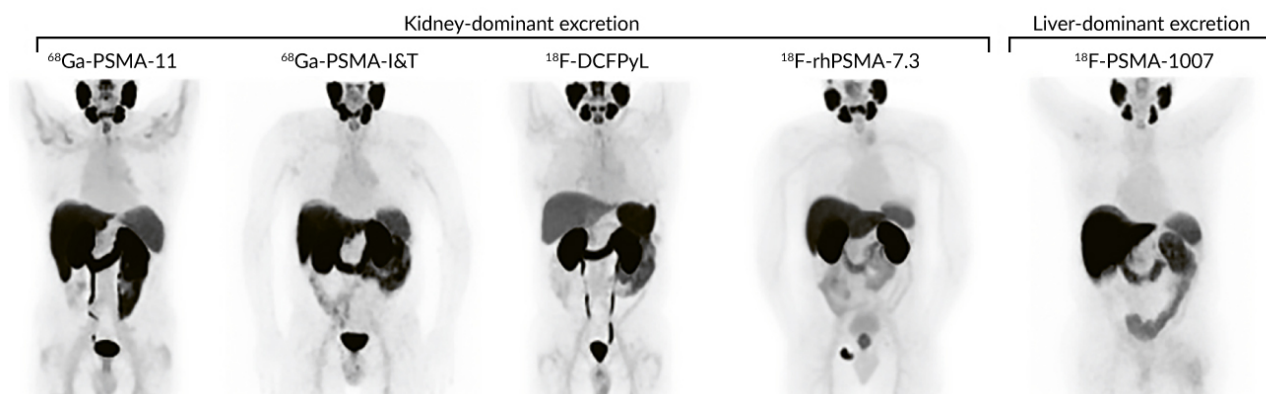 Kidney-dominant excretion
Liver-dominant excretion
⁶⁸Ga-PSMA-11
⁶⁸Ga-PSMA-I&T
¹⁸F-DCFPyL
¹⁸F-rhPSMA-7.3
¹⁸F-PSMA-1007